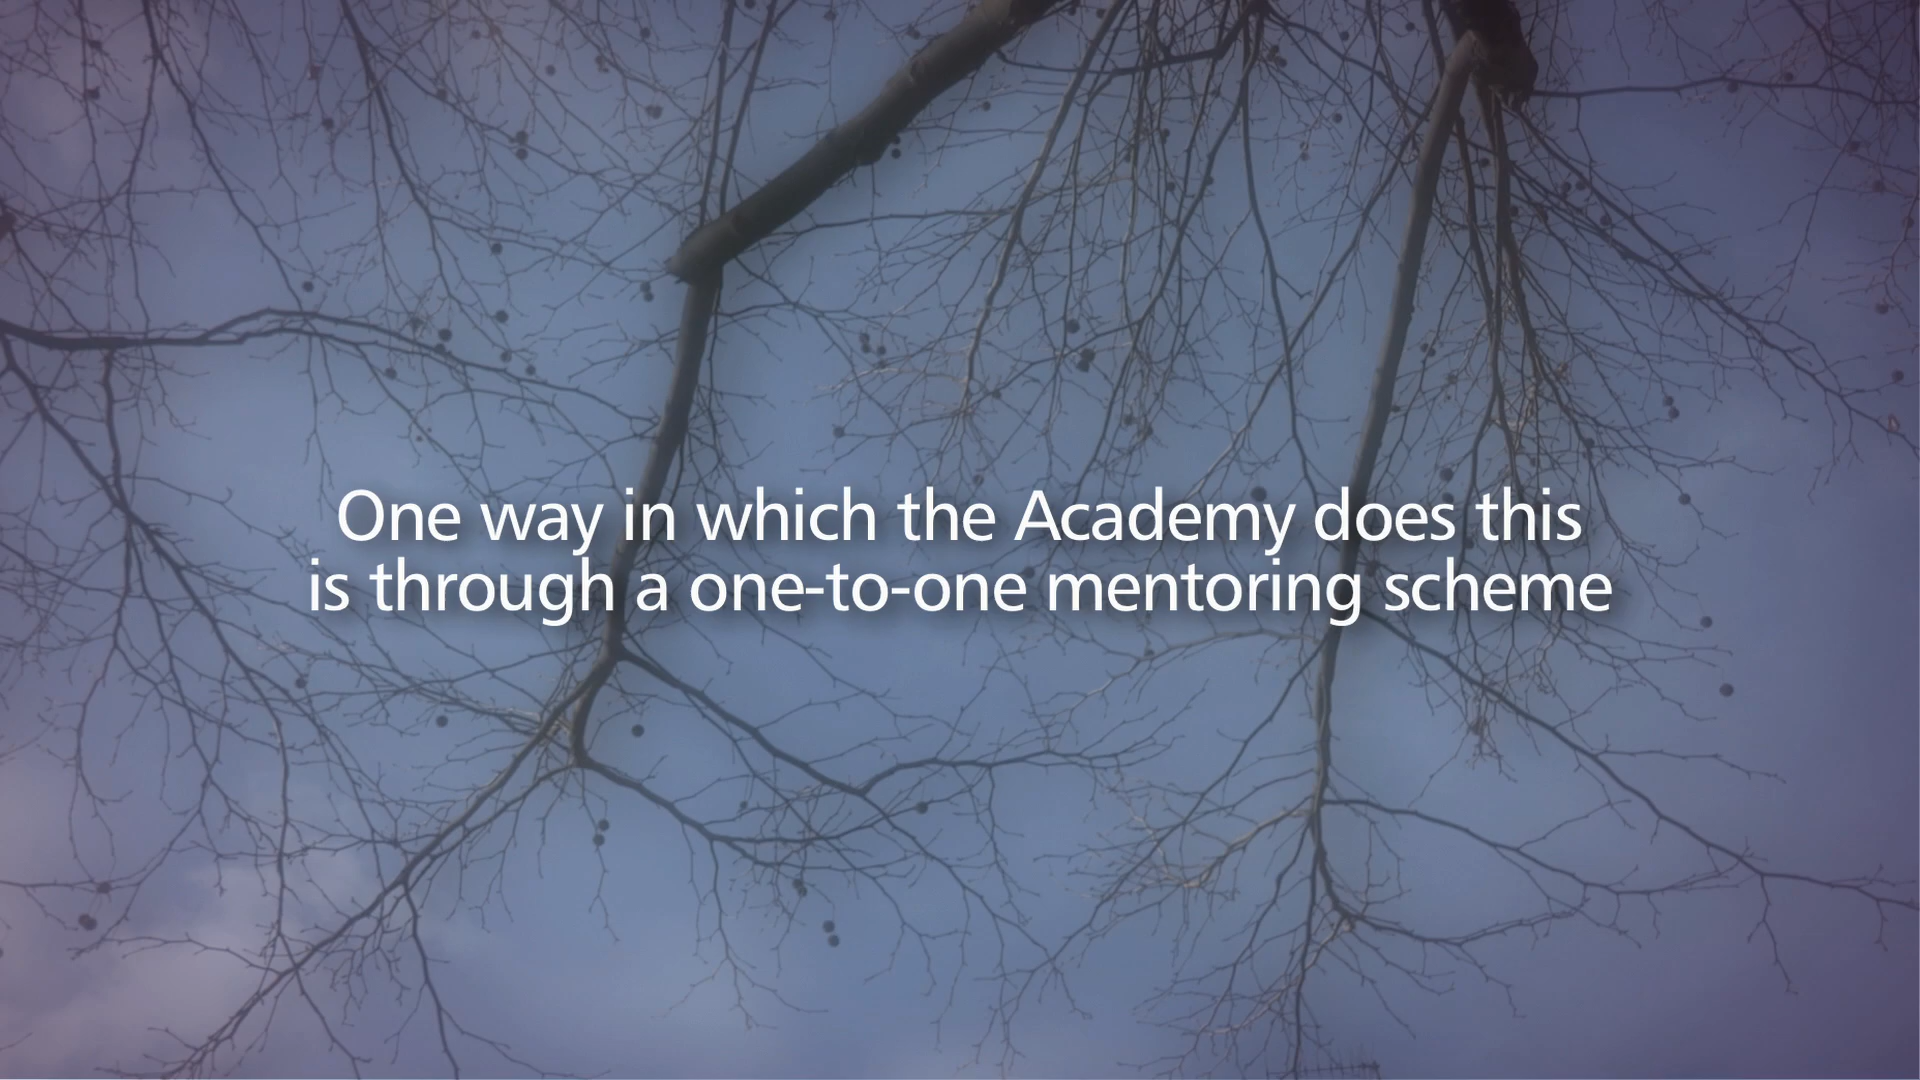 One way in which the Academy does this
is through a one-to-one mentoring scheme